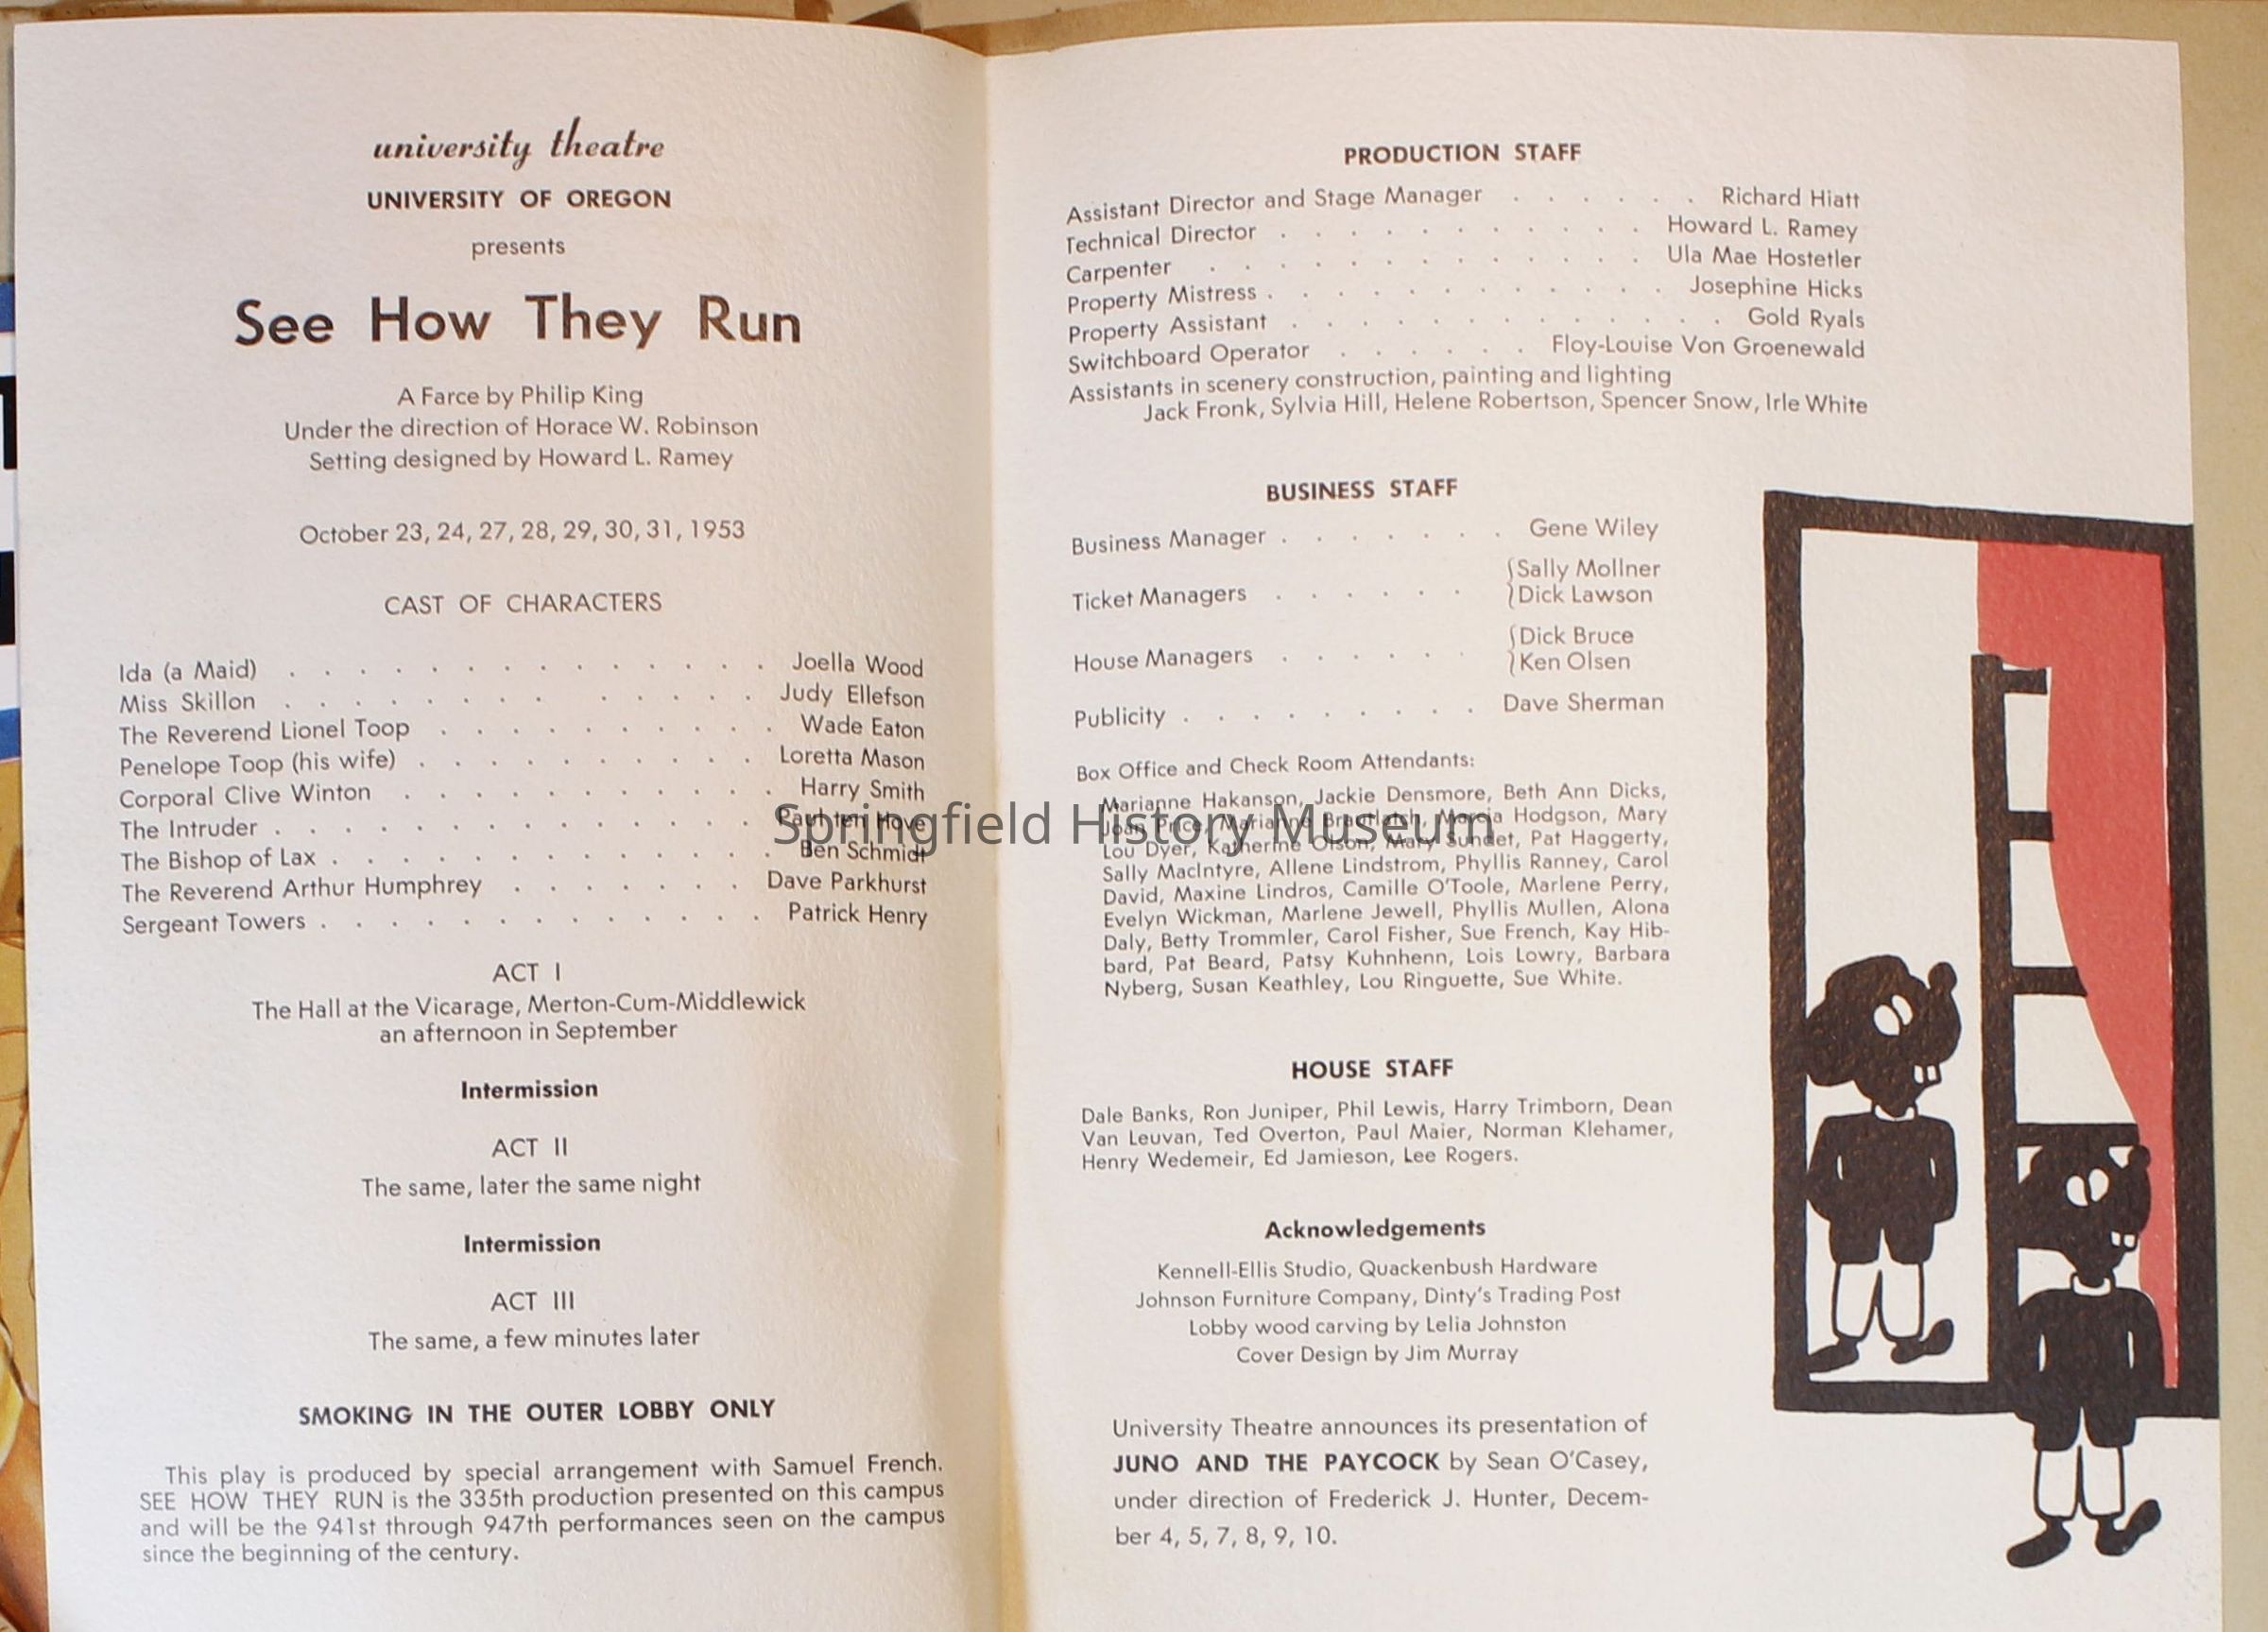 university theatre
UNIVERSITY OF OREGON
presents
See How They Run
A Farce by Philip King
Under the direction of Horace W. Robinson
Setting designed by Howard L. Ramey
October 23, 24, 27, 28, 29, 30, 31, 1953
CAST OF CHARACTERS
Ida (a Maid) . . . . . . . . . . . . . . Joella Wood
Miss Skillon . . . . . . . . . . . . . . Judy Ellefson
The Reverend Lionel Toop . . . . . . . . . . Wade Eaton
Penelope Toop (his wife) . . . . . . . . . . Loretta Mason
Corporal Clive Winton . . . . . . . . . . . Harry Smith
The Intruder . . . . . . . . . . . . . . Paul ten Hove
The Bishop of Lax . . . . . . . . . . . . . Ben Schmidt
The Reverend Arthur Humphrey . . . . . . . Dave Parkhurst
Sergeant Towers . . . . . . . . . . . . . Patrick Henry
ACT I
The Hall at the Vicarage, Merton-Cum-Middlewick
an afternoon in September
Intermission
ACT II
The same, later the same night
Intermission
ACT III
The same, a few minutes later
SMOKING IN THE OUTER LOBBY ONLY
This play is produced by special arrangement with Samuel French.
SEE HOW THEY RUN is the 335th production presented on this campus
and will be the 941st through 947th performances seen on the campus
since the beginning of the century.
PRODUCTION STAFF
Assistant Director and Stage Manager . . . . . . Richard Hiatt
Technical Director . . . . . . . . . . . Howard L. Ramey
Carpenter . . . . . . . . . . . . . Ula Mae Hostetler
Property Mistress . . . . . . . . . . . . Josephine Hicks
Property Assistant . . . . . . . . . . . . . Gold Ryals
Switchboard Operator . . . . . . Floy-Louise Von Groenewald
Assistants in scenery construction, painting and lighting
Jack Fronk, Sylvia Hill, Helene Robertson, Spencer Snow, Irle White
BUSINESS STAFF
Business Manager . . . . . . . Gene Wiley
Ticket Managers . . . . . . {Sally Mollner
Dick Lawson
House Managers . . . . . . {Dick Bruce
Ken Olsen
Publicity . . . . . . . . . Dave Sherman
Box Office and Check Room Attendants:
Marianne Hakanson, Jackie Densmore, Beth Ann Dicks,
Joan Price, Marianne Marcia Hodgson, Mary
Lou Dyer, Katherine Olson, Mary Sundet, Pat Haggerty,
Sally MacIntyre, Allene Lindstrom, Phyllis Ranney, Carol
David, Maxine Lindros, Camille O'Toole, Marlene Perry,
Evelyn Wickman, Marlene Jewell, Phyllis Mullen, Alona
Daly, Betty Trommler, Carol Fisher, Sue French, Kay Hib-
bard, Pat Beard, Patsy Kuhnhenn, Lois Lowry, Barbara
Nyberg, Susan Keathley, Lou Ringuette, Sue White.
HOUSE STAFF
Dale Banks, Ron Juniper, Phil Lewis, Harry Trimborn, Dean
Van Leuvan, Ted Overton, Paul Maier, Norman Klehamer,
Henry Wedemeir, Ed Jamieson, Lee Rogers.
Acknowledgements
Kennell-Ellis Studio, Quackenbush Hardware
Johnson Furniture Company, Dinty's Trading Post
Lobby wood carving by Lelia Johnston
Cover Design by Jim Murray
University Theatre announces its presentation of
JUNO AND THE PAYCOCK by Sean O'Casey,
under direction of Frederick J. Hunter, Decem-
ber 4, 5, 7, 8, 9, 10.
Springfield History Museum